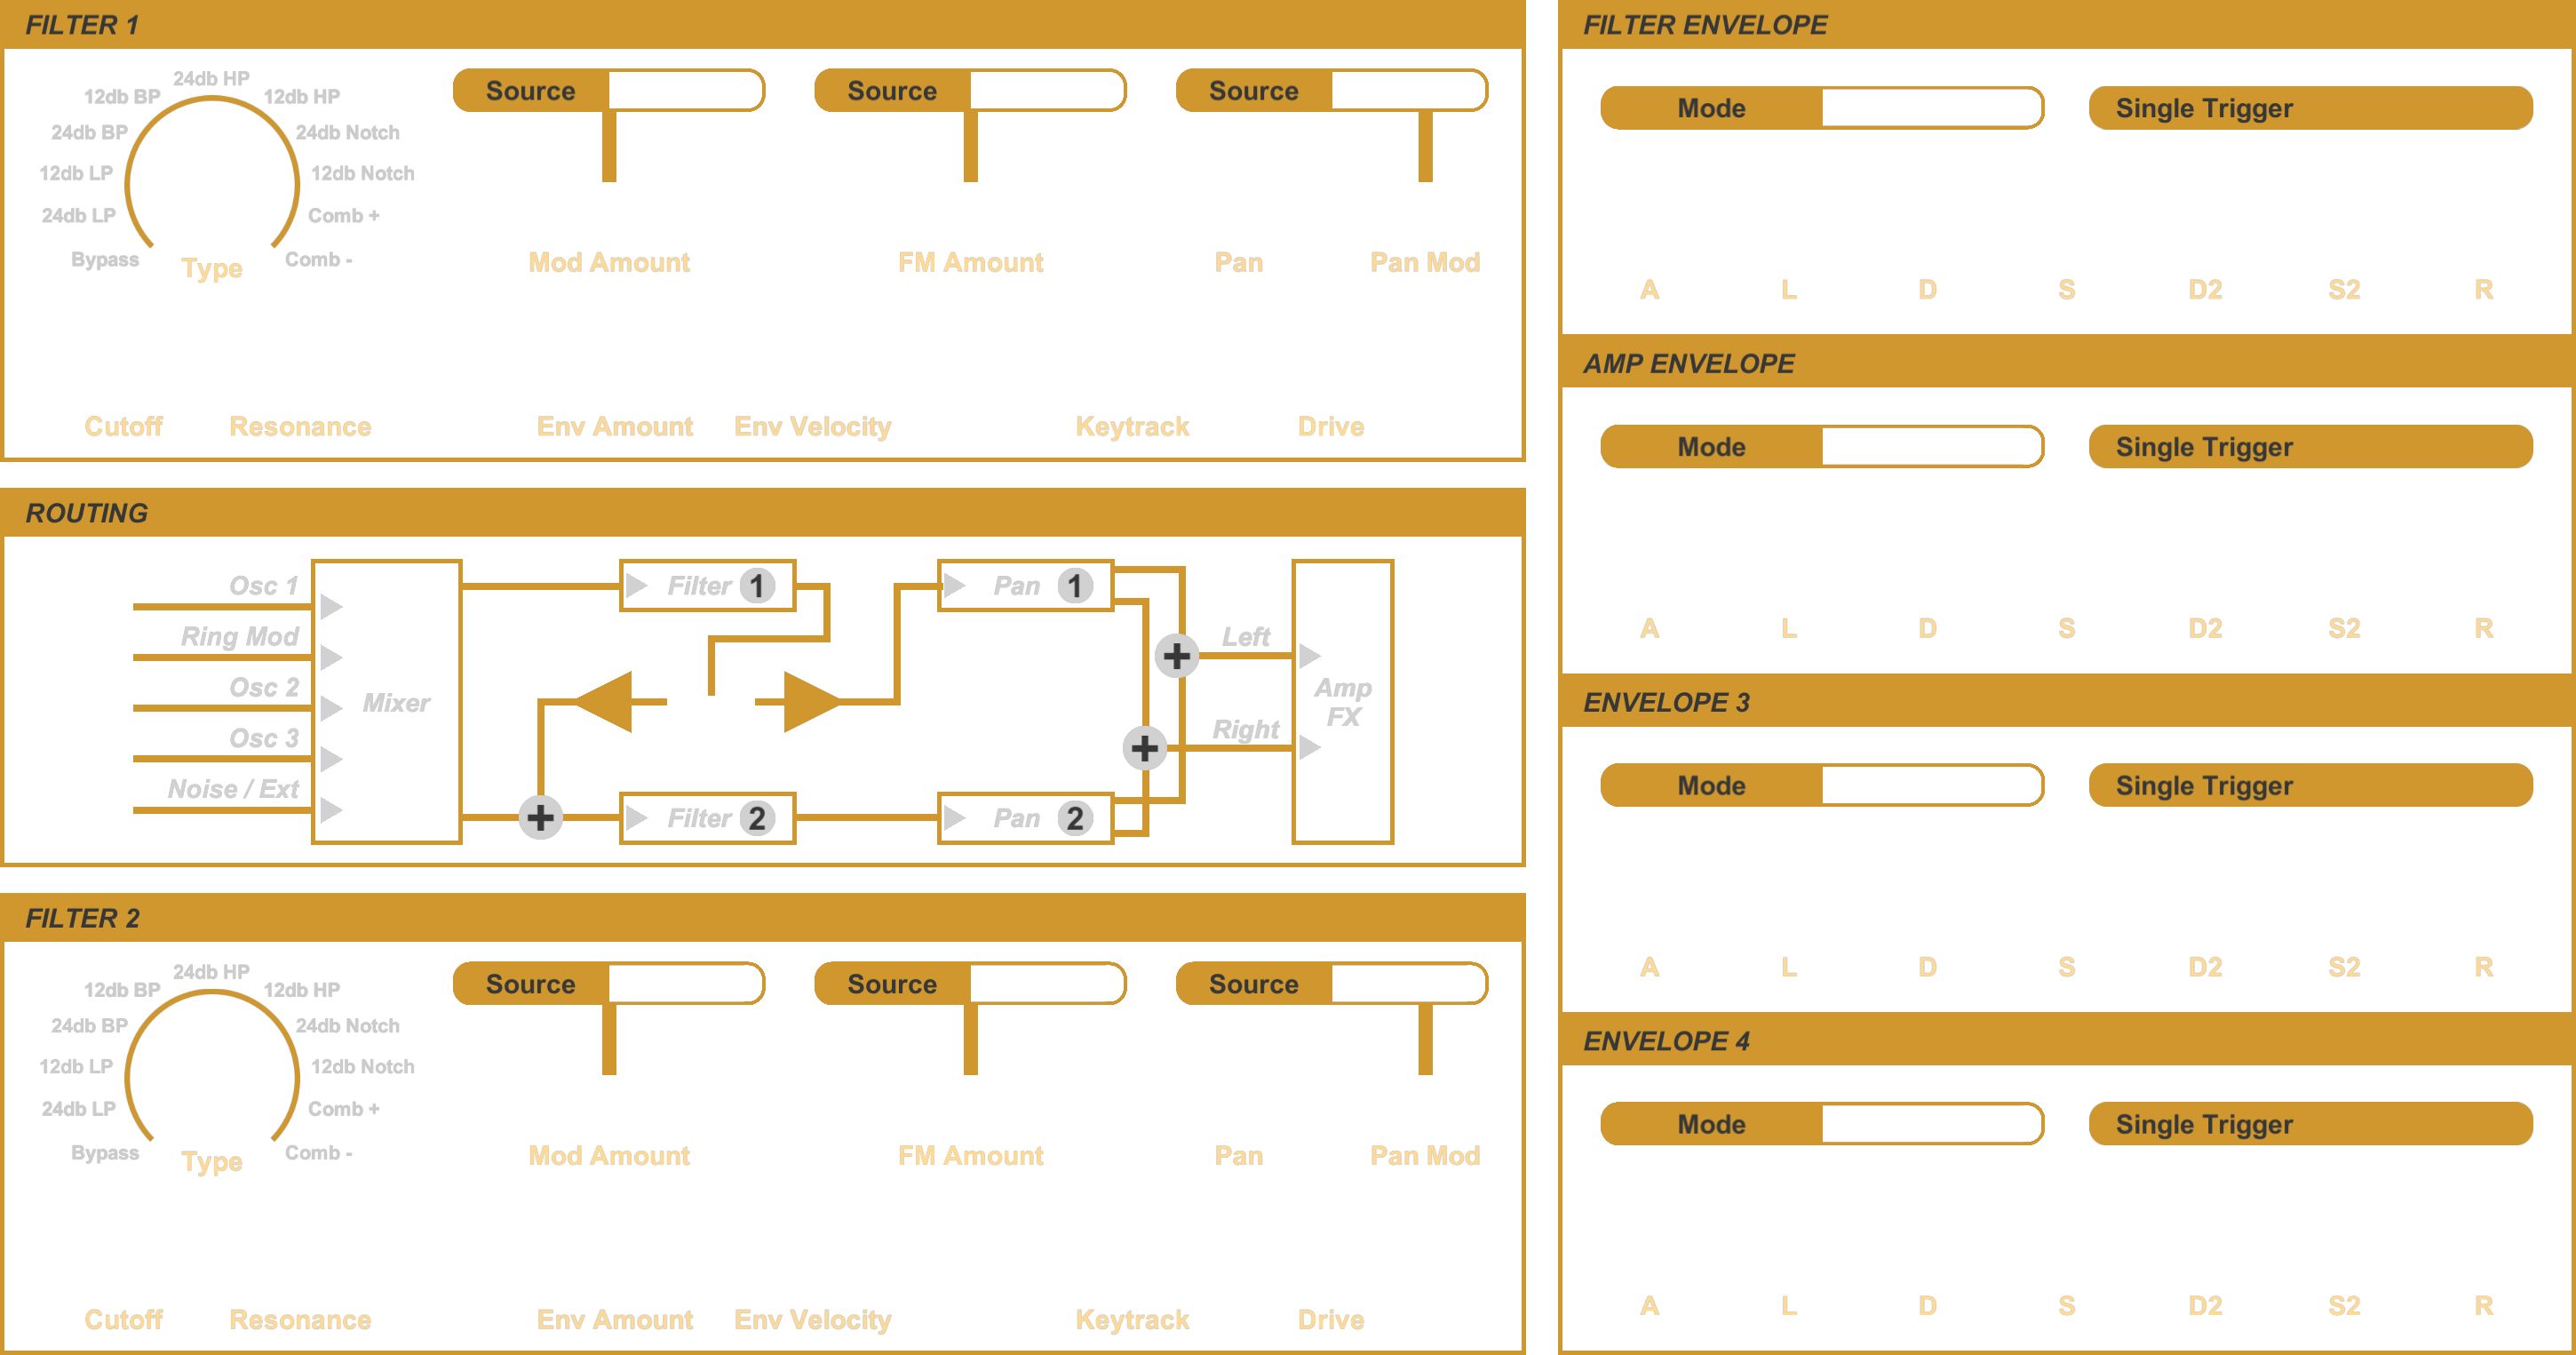 FILTER 1
24db HP
12db BP 12db HP
24db BP 24db Notch
12db LP 12db Notch
24db LP Comb +
Bypass Comb -
Type
Source Source Source
Mod Amount FM Amount Pan Pan Mod
Cutoff Resonance Env Amount Env Velocity Keytrack Drive
ROUTING
Osc 1
Ring Mod
Osc 2
Osc 3
Noise / Ext
Mixer
Filter 1
Pan 1
+
Left
+
Right
Amp
FX
+
Filter 2
Pan 2
FILTER 2
24db HP
12db BP 12db HP
24db BP 24db Notch
12db LP 12db Notch
24db LP Comb +
Bypass Comb -
Type
Source Source Source
Mod Amount FM Amount Pan Pan Mod
Cutoff Resonance Env Amount Env Velocity Keytrack Drive
FILTER ENVELOPE
Mode Single Trigger
A L D S D2 S2 R
AMP ENVELOPE
Mode Single Trigger
A L D S D2 S2 R
ENVELOPE 3
Mode Single Trigger
A L D S D2 S2 R
ENVELOPE 4
Mode Single Trigger
A L D S D2 S2 R